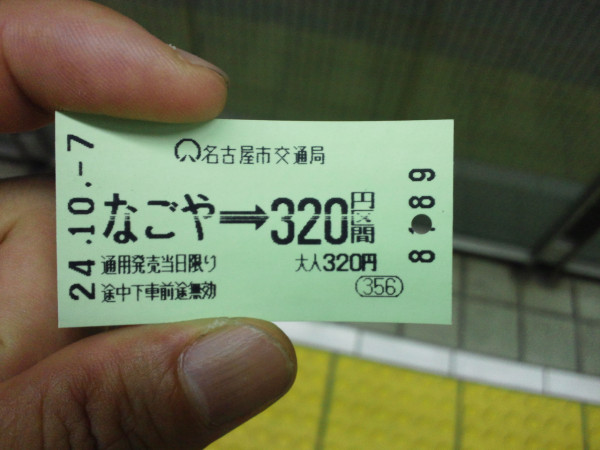 名古屋市交通局
24.10.-7
なごや➡320円区間
通用発売当日限り
大人320円
途中下車前途無効
356
8189